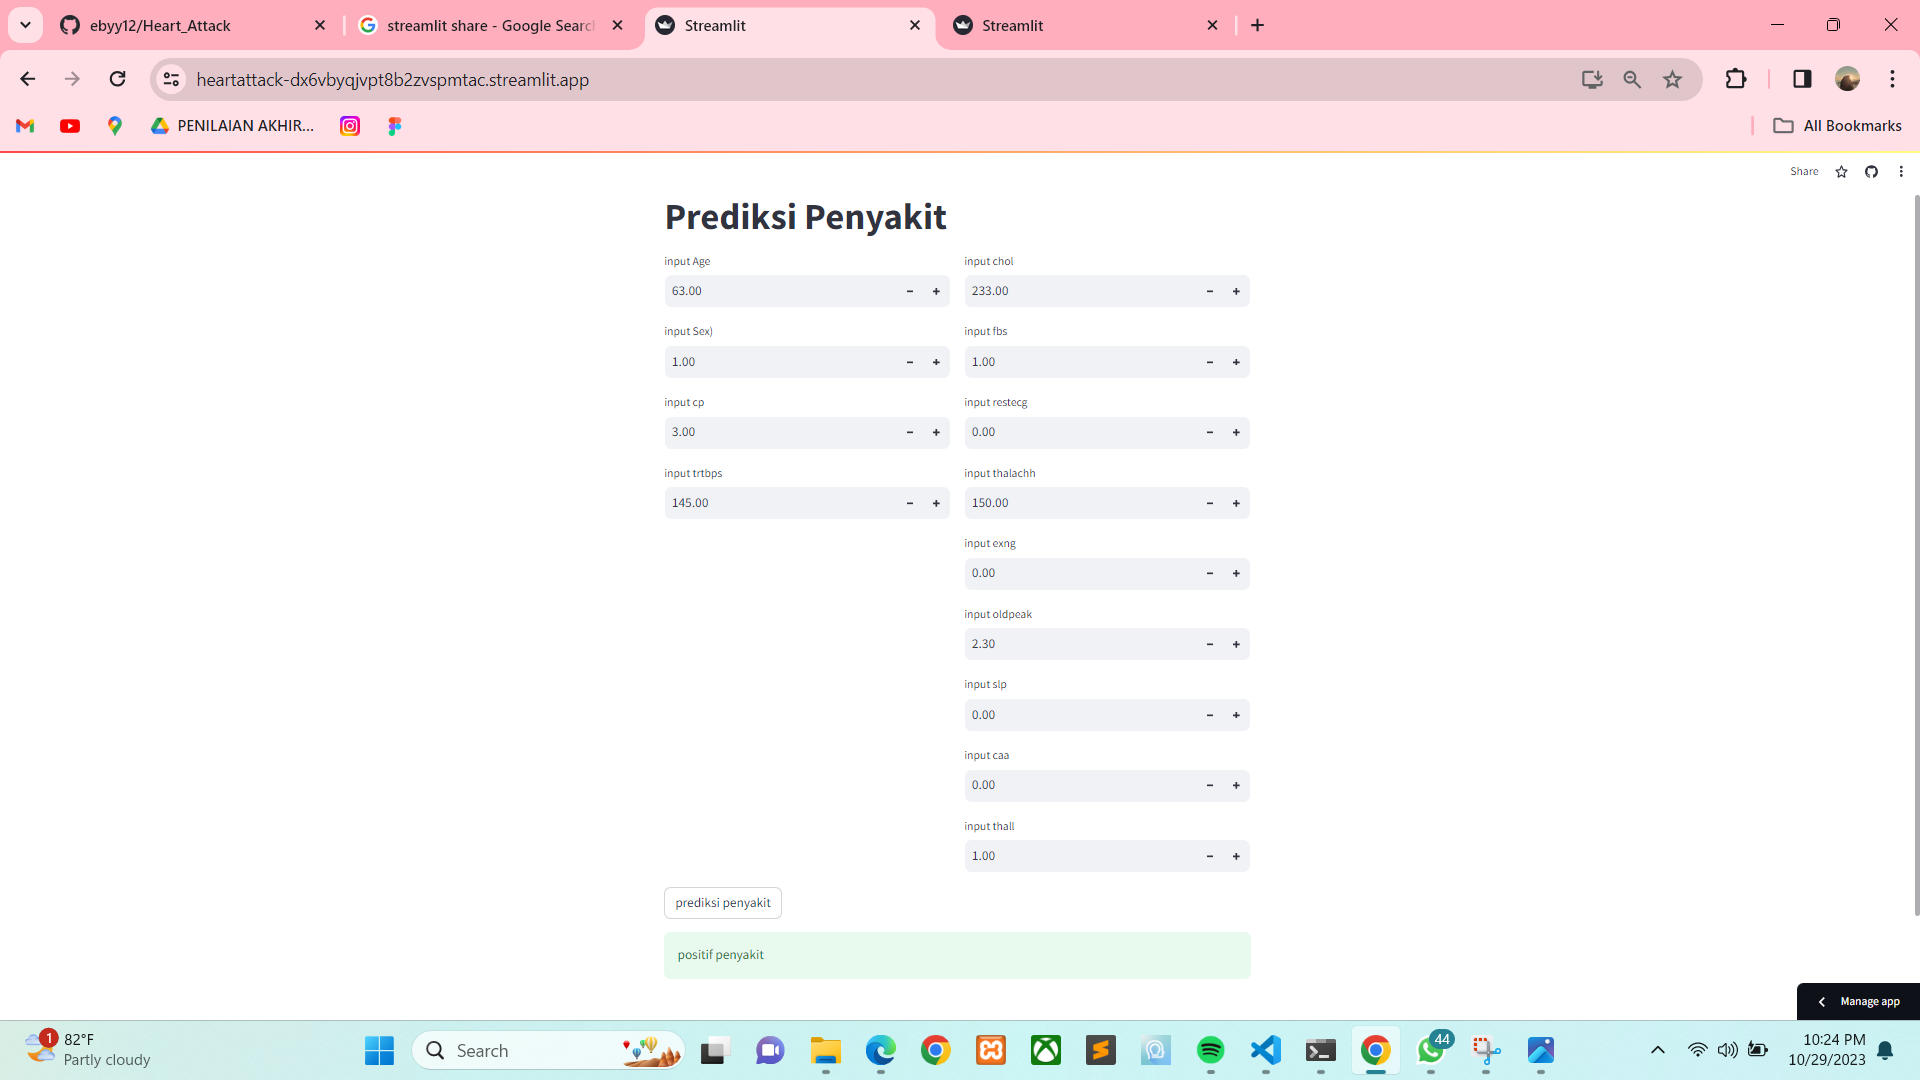 ebyy12/Heart_Attack
streamlit share - Google Searc
Streamlit
Streamlit
heartattack-dx6vbyqjvpt8b2zvspmtac.streamlit.app
PENILAIAN AKHIR...
All Bookmarks
Share
Prediksi Penyakit
input Age
63.00
input Sex)
1.00
input cp
3.00
input trtbps
145.00
input chol
233.00
input fbs
1.00
input restecg
0.00
input thalachh
150.00
input exng
0.00
input oldpeak
2.30
input slp
0.00
input caa
0.00
input thall
1.00
prediksi penyakit
positif penyakit
Manage app
1
82°F
Partly cloudy
Search
44
10:24 PM
10/29/2023